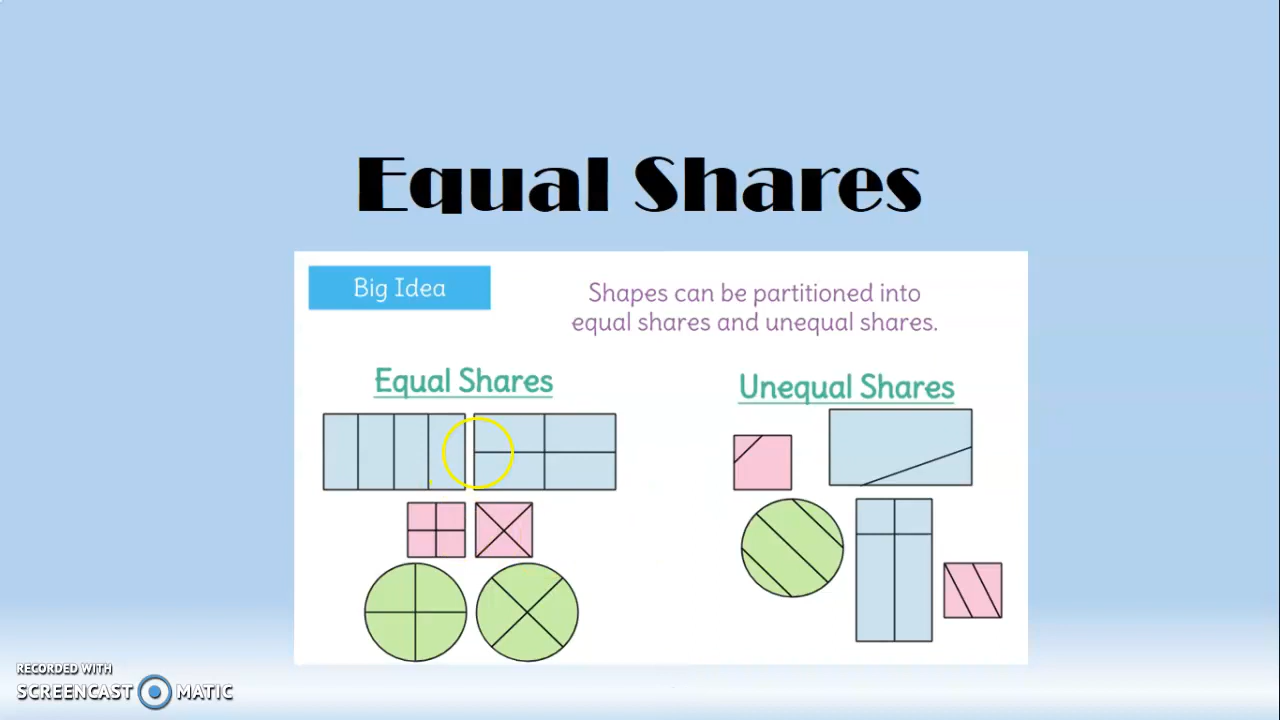 Equal Shares
Big Idea
Shapes can be partitioned into
equal shares and unequal shares.
Equal Shares
Unequal Shares
RECORDED WITH
SCREENCAST MATIC